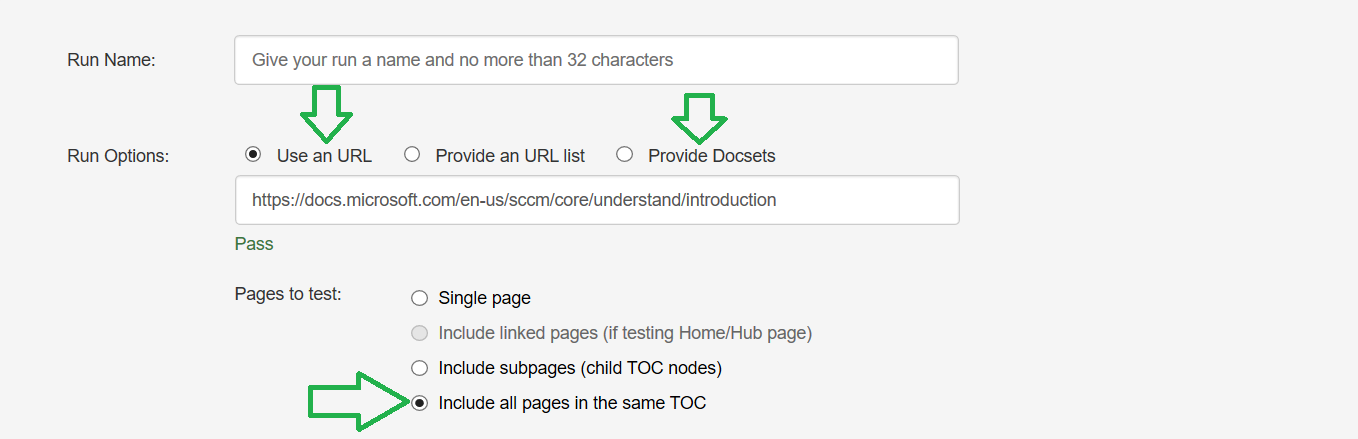 Run Name: Give your run a name and no more than 32 characters
Run Options: Use an URL Provide an URL list Provide Docsets
https://docs.microsoft.com/en-us/sccm/core/understand/introduction
Pass
Pages to test: Single page
Include linked pages (if testing Home/Hub page)
Include subpages (child TOC nodes)
Include all pages in the same TOC